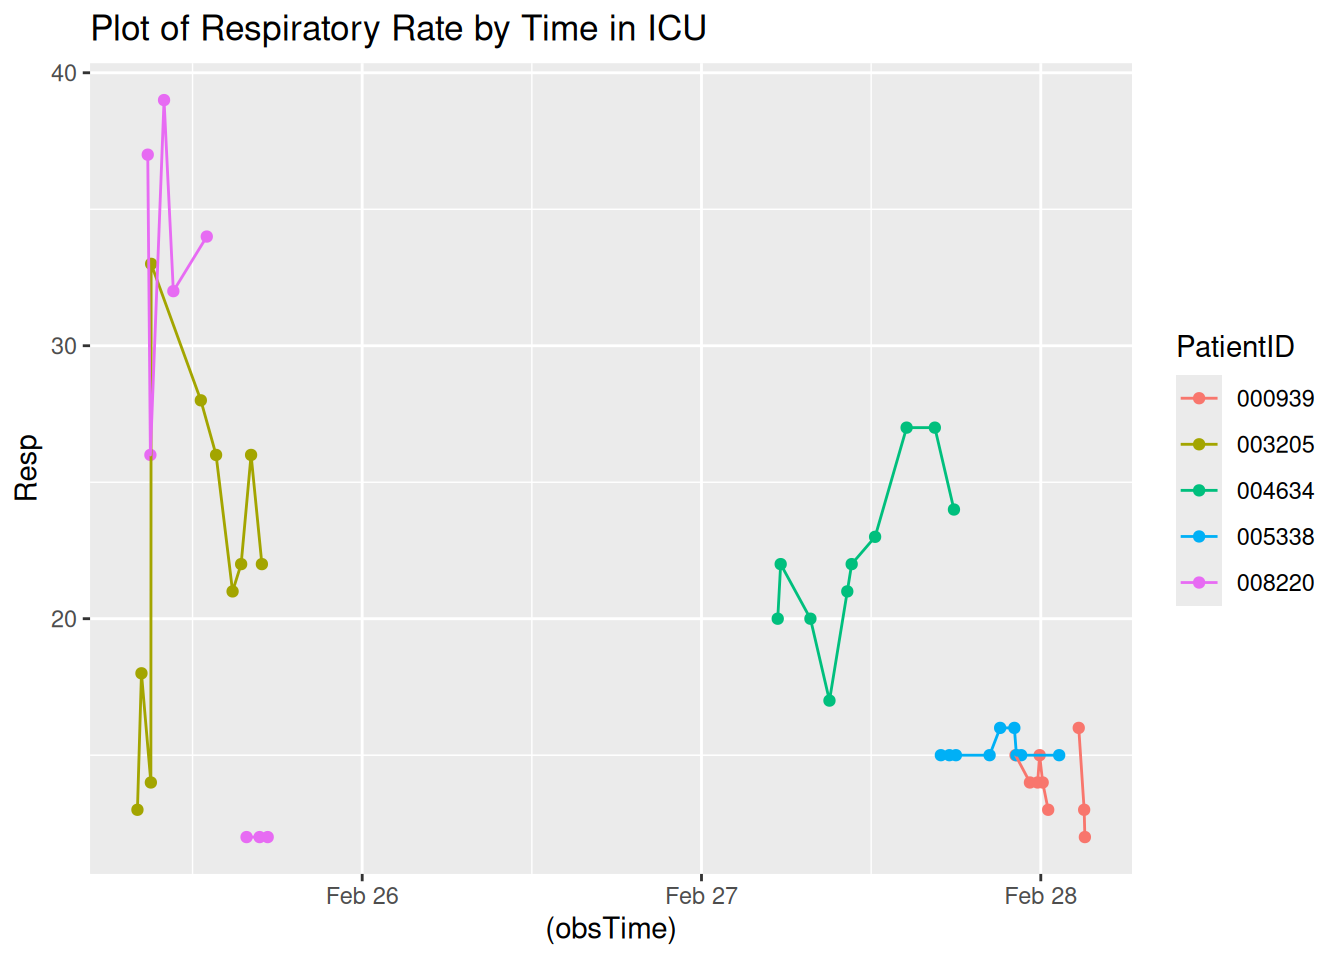 Plot of Respiratory Rate by Time in ICU
40
30
20
Resp
Feb 26
Feb 27
Feb 28
(obsTime)
PatientID
000939
003205
004634
005338
008220